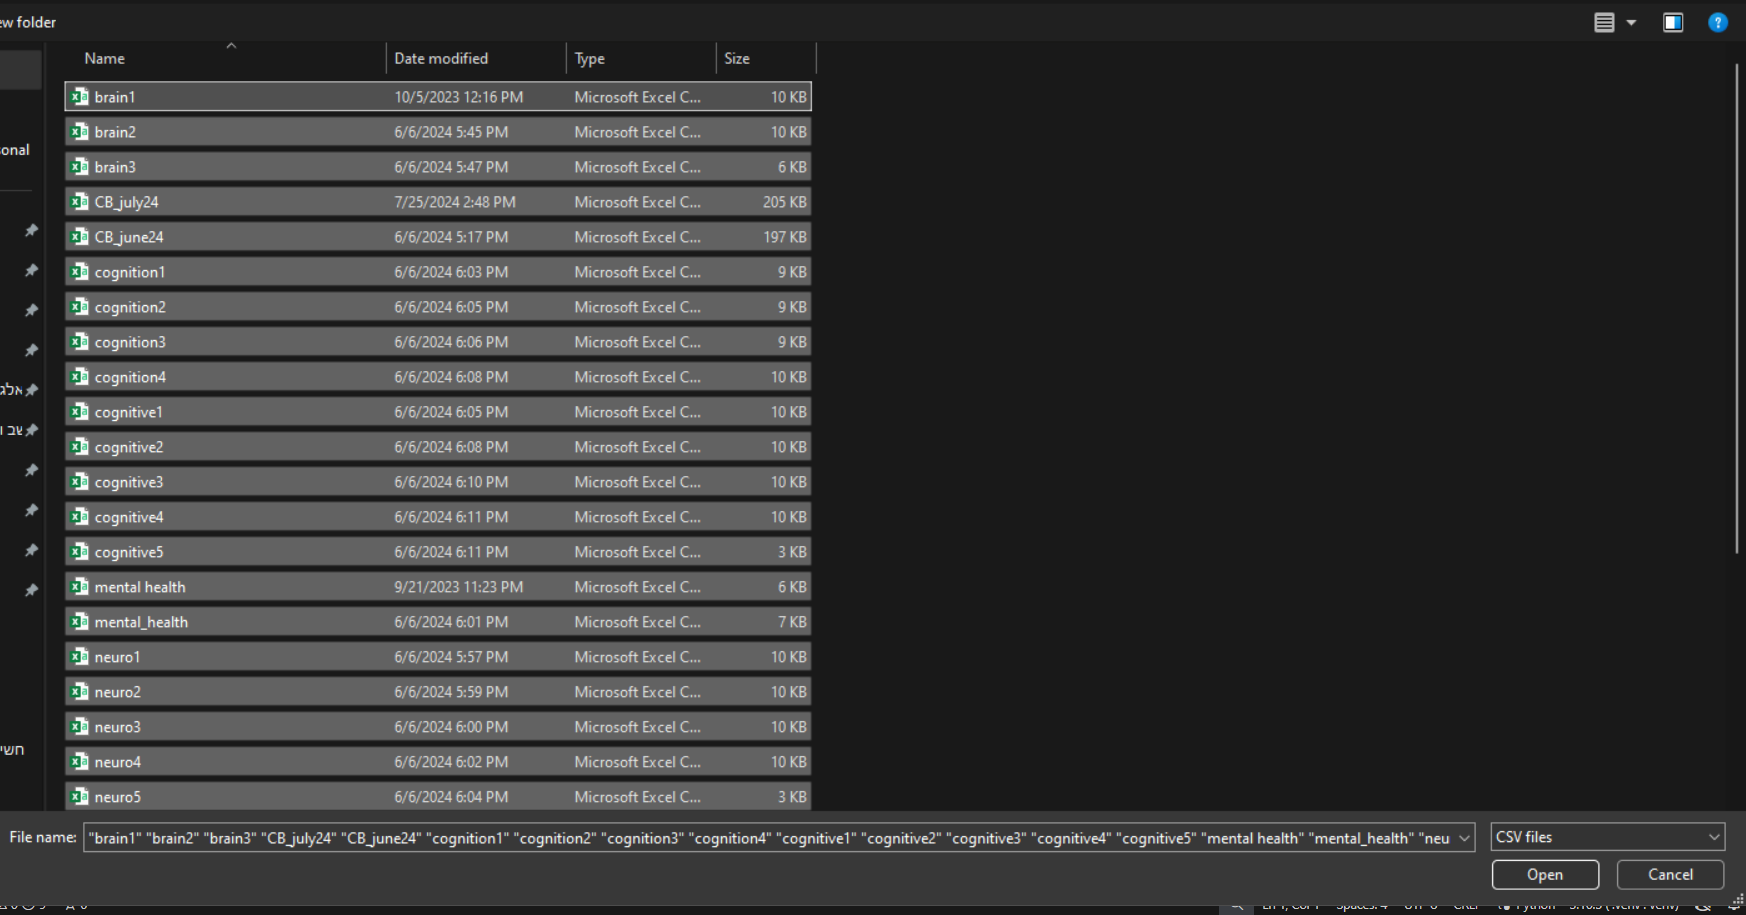 ew folder
Name Date modified Type Size
brain1 10/5/2023 12:16 PM Microsoft Excel C... 10 KB
brain2 6/6/2024 5:45 PM Microsoft Excel C... 10 KB
brain3 6/6/2024 5:47 PM Microsoft Excel C... 6 KB
sonal
CB_july24 7/25/2024 2:48 PM Microsoft Excel C... 205 KB
CB_june24 6/6/2024 5:17 PM Microsoft Excel C... 197 KB
cognition1 6/6/2024 6:03 PM Microsoft Excel C... 9 KB
cognition2 6/6/2024 6:05 PM Microsoft Excel C... 9 KB
cognition3 6/6/2024 6:06 PM Microsoft Excel C... 9 KB
cognition4 6/6/2024 6:08 PM Microsoft Excel C... 10 KB
אלג
cognitive1 6/6/2024 6:05 PM Microsoft Excel C... 10 KB
שב ו
cognitive2 6/6/2024 6:08 PM Microsoft Excel C... 10 KB
cognitive3 6/6/2024 6:10 PM Microsoft Excel C... 10 KB
cognitive4 6/6/2024 6:11 PM Microsoft Excel C... 10 KB
cognitive5 6/6/2024 6:11 PM Microsoft Excel C... 3 KB
mental health 9/21/2023 11:23 PM Microsoft Excel C... 6 KB
mental_health 6/6/2024 6:01 PM Microsoft Excel C... 7 KB
neuro1 6/6/2024 5:57 PM Microsoft Excel C... 10 KB
neuro2 6/6/2024 5:59 PM Microsoft Excel C... 10 KB
neuro3 6/6/2024 6:00 PM Microsoft Excel C... 10 KB
חשי
neuro4 6/6/2024 6:02 PM Microsoft Excel C... 10 KB
neuro5 6/6/2024 6:04 PM Microsoft Excel C... 3 KB
File name: "brain1" "brain2" "brain3" "CB_july24" "CB_june24" "cognition1" "cognition2" "cognition3" "cognition4" "cognitive1" "cognitive2" "cognitive3" "cognitive4" "cognitive5" "mental health" "mental_health" "neu CSV files
Open Cancel